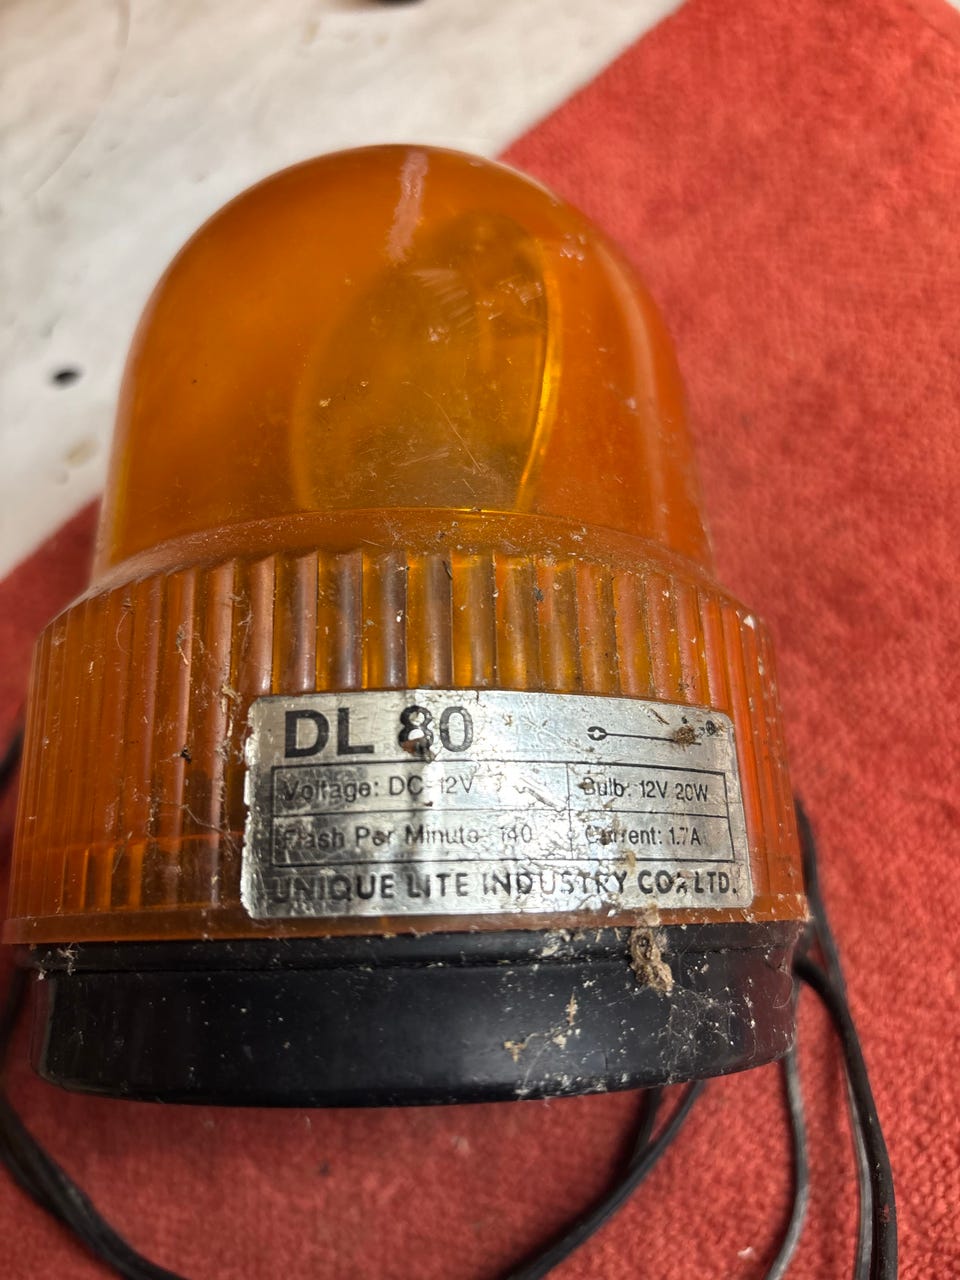 DL 80
Voltage: DC-12V Bulb: 12V 20W
Flash Per Minute: 140 Current: 1.7A
UNIQUE LITE INDUSTRY CO., LTD.